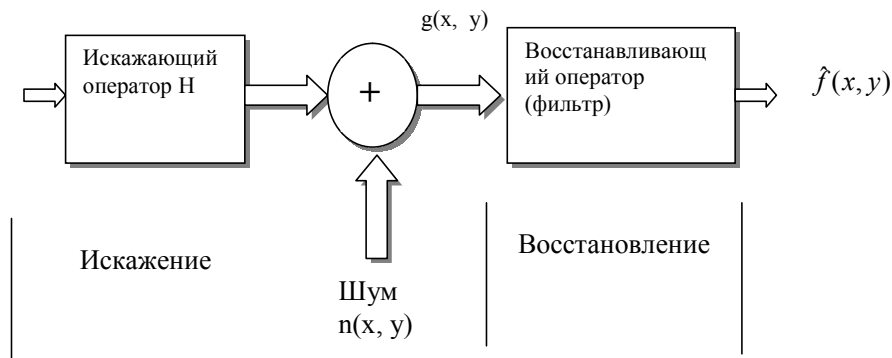 g(x, y)
Искажающий
оператор Н
+
Восстанавливающ
ий оператор
(фильтр)
f̂(x, y)
Искажение
Восстановление
Шум
n(x, y)